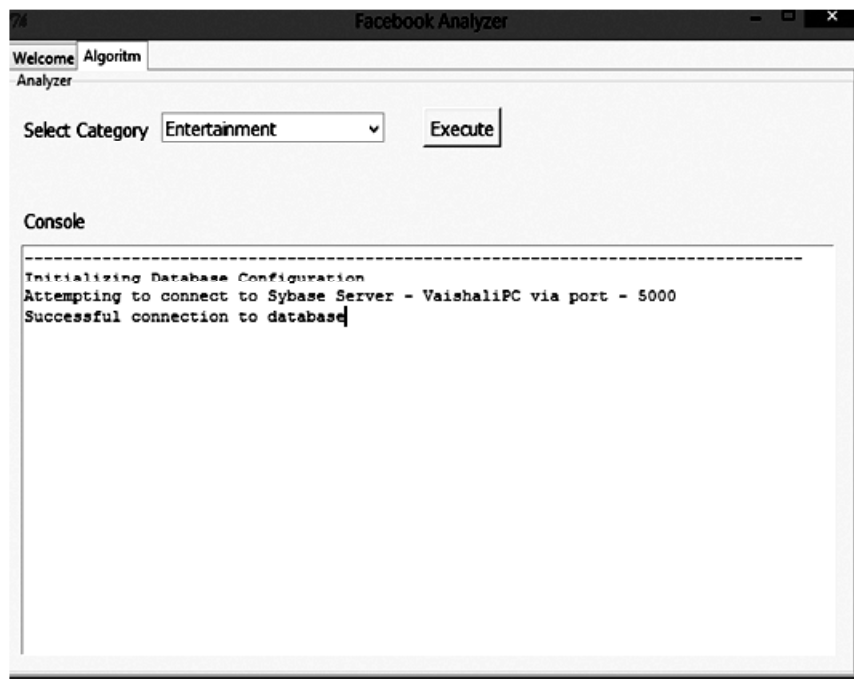 Facebook Analyzer
Welcome Algoritm
Analyzer
Select Category Entertainment Execute
Console
--------------------------------------------------------------------------------
Initializing Database Configuration
Attempting to connect to Sybase Server - VaishaliPC via port - 5000
Successful connection to database